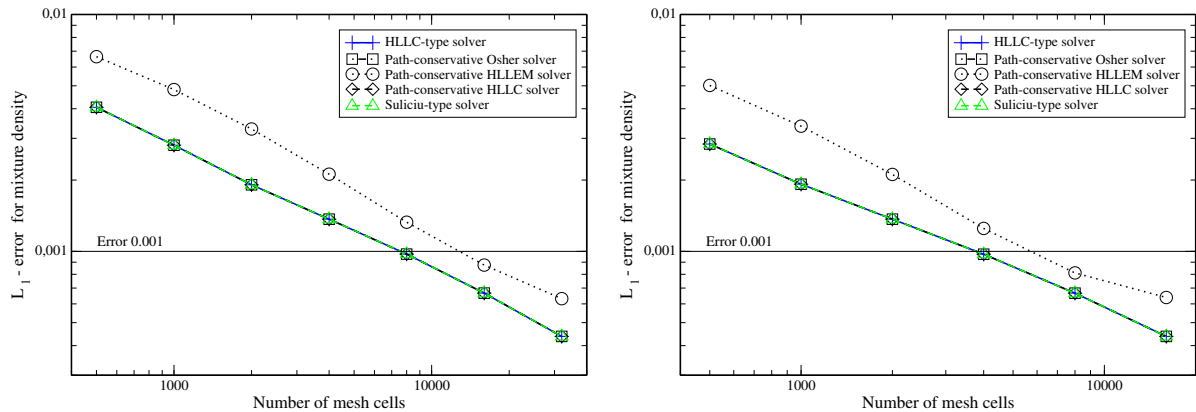 0,01
HLLC-type solver
Path-conservative Osher solver
Path-conservative HLLEM solver
Path-conservative HLLC solver
Suliciu-type solver
Error 0.001
0,001
L1 - error for mixture density
1000
10000
Number of mesh cells
0,01
HLLC-type solver
Path-conservative Osher solver
Path-conservative HLLEM solver
Path-conservative HLLC solver
Suliciu-type solver
Error 0.001
0,001
L1 - error for mixture density
1000
10000
Number of mesh cells